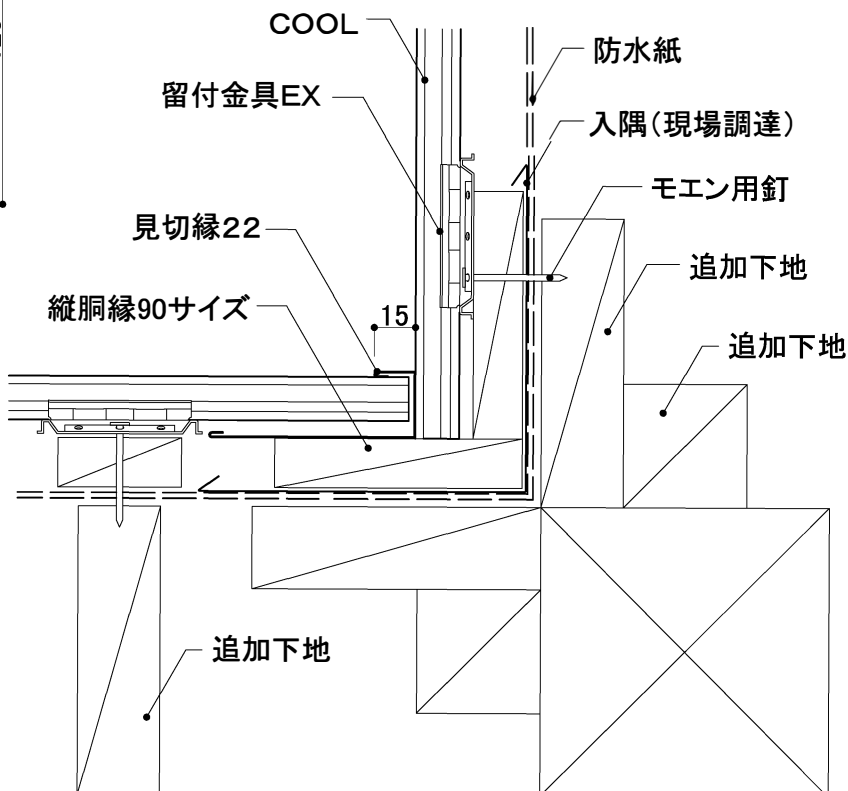 COOL
防水紙
留付金具EX
入隅(現場調達)
モエン用釘
見切縁22
追加下地
縦胴縁90サイズ
15
追加下地
追加下地